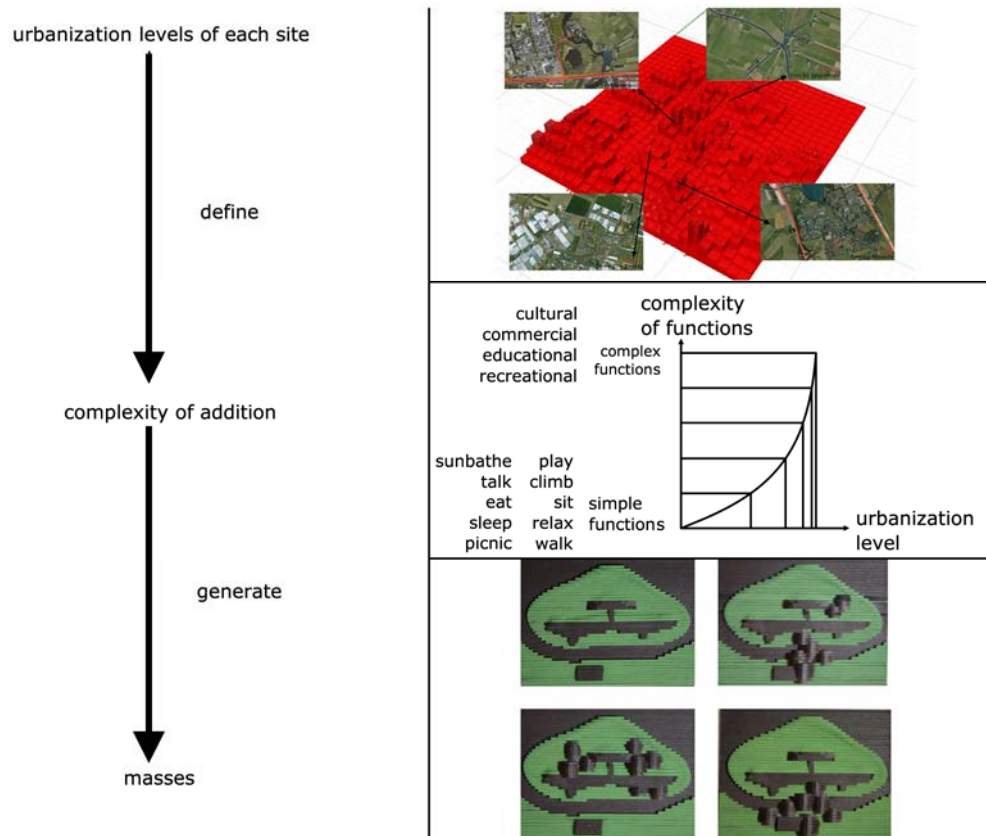 urbanization levels of each site
define
complexity of addition
generate
masses
cultural
commercial
educational
recreational
complexity
of functions
complex
functions
sunbathe play
talk climb
eat sit
sleep relax
picnic walk
simple
functions
urbanization
level